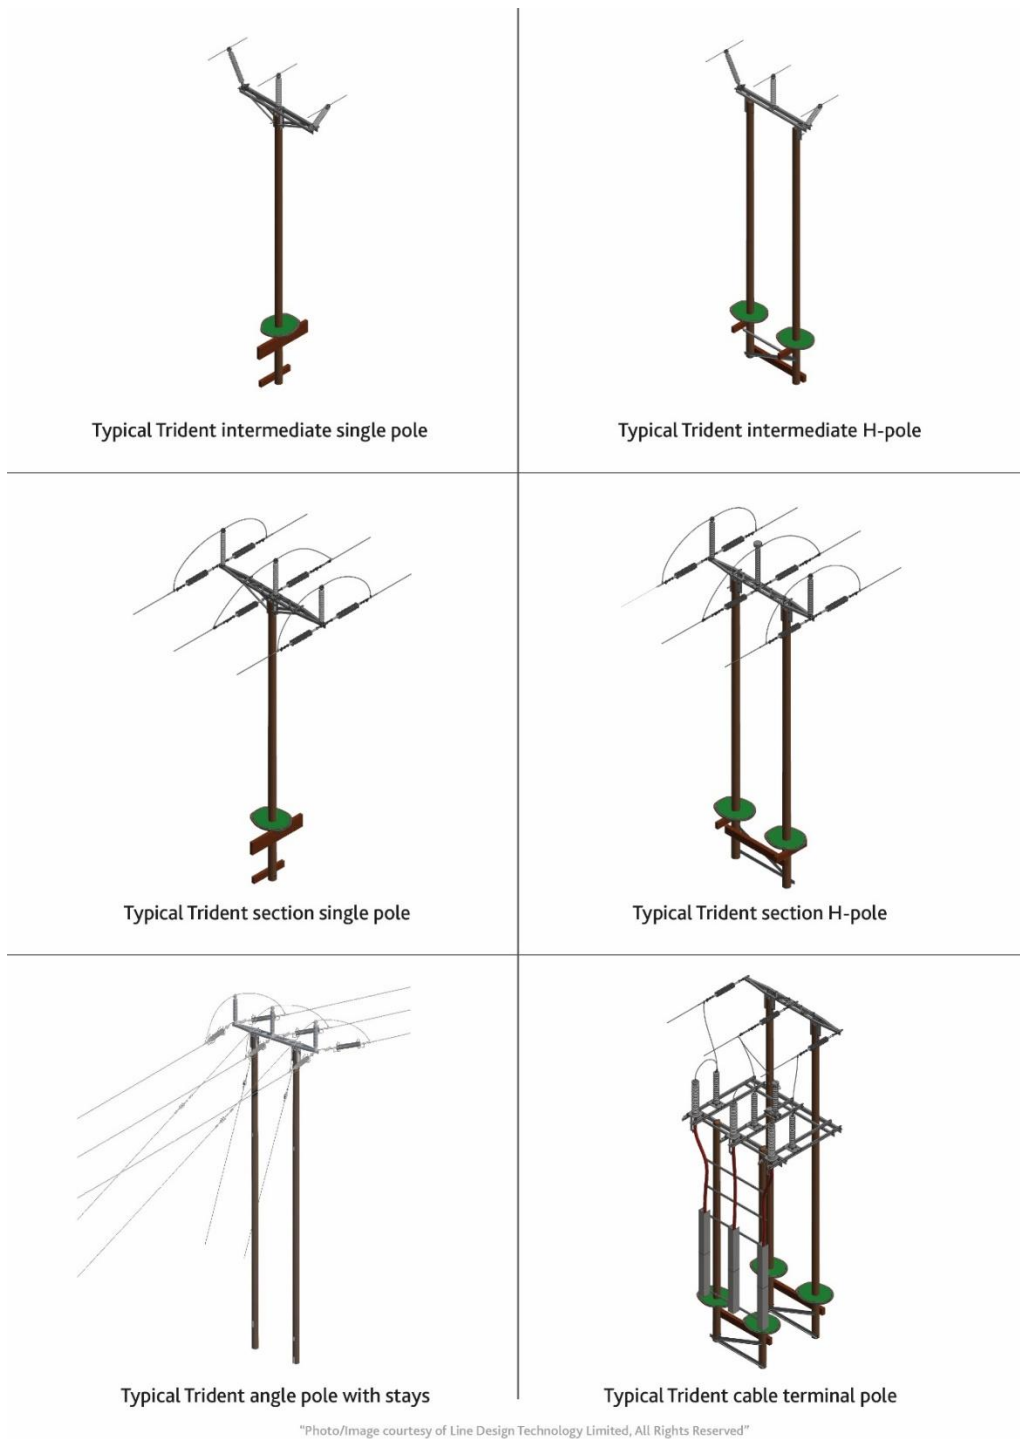 Typical Trident intermediate single pole
Typical Trident intermediate H-pole
Typical Trident section single pole
Typical Trident section H-pole
Typical Trident angle pole with stays
Typical Trident cable terminal pole
“Photo/Image courtesy of Line Design Technology Limited, All Rights Reserved”